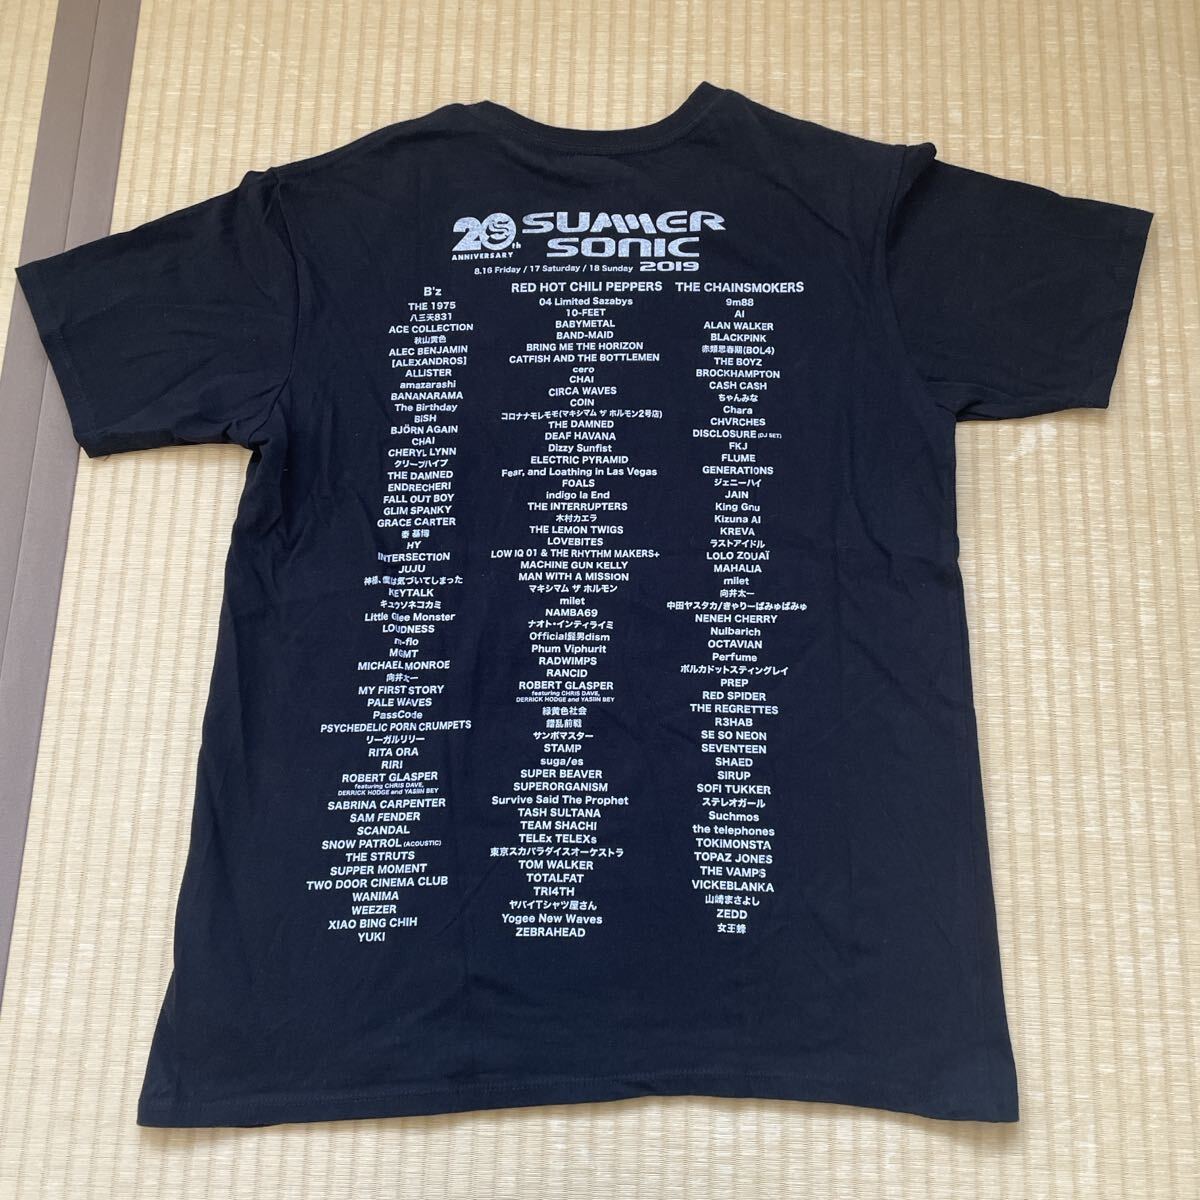 20th ANNIVERSARY
SUMMER
SONIC
2019
8.16 Friday / 17 Saturday / 18 Sunday
B'z
THE 1975
八三夭831
ACE COLLECTION
秋山黄色
ALEC BENJAMIN
[ALEXANDROS]
ALLISTER
amazarashi
BANANARAMA
The Birthday
BiSH
BJÖRN AGAIN
CHAI
CHERYL LYNN
クリープハイプ
THE DAMNED
ENDRECHERI
FALL OUT BOY
GLIM SPANKY
GRACE CARTER
秦 基博
HY
INTERSECTION
JUJU
神様、僕は気づいてしまった
KEYTALK
キュウソネコカミ
Little Glee Monster
LOUDNESS
m-flo
MGMT
MICHAEL MONROE
向井太一
MY FIRST STORY
PALE WAVES
PassCode
PSYCHEDELIC PORN CRUMPETS
リーガルリリー
RITA ORA
RIRI
ROBERT GLASPER
featuring CHRIS DAVE,
DERRICK HODGE and YASIIN BEY
SABRINA CARPENTER
SAM FENDER
SCANDAL
SNOW PATROL (ACOUSTIC)
THE STRUTS
SUPPER MOMENT
TWO DOOR CINEMA CLUB
WANIMA
WEEZER
XIAO BING CHIH
YUKI
RED HOT CHILI PEPPERS
04 Limited Sazabys
10-FEET
BABYMETAL
BAND-MAID
BRING ME THE HORIZON
CATFISH AND THE BOTTLEMEN
cero
CHAI
CIRCA WAVES
COIN
コロナナモレモモ(マキシマム ザ ホルモン2号店)
THE DAMNED
DEAF HAVANA
Dizzy Sunfist
ELECTRIC PYRAMID
Fear, and Loathing in Las Vegas
FOALS
indigo la End
THE INTERRUPTERS
木村カエラ
THE LEMON TWIGS
LOVEBITES
LOW IQ 01 & THE RHYTHM MAKERS+
MACHINE GUN KELLY
MAN WITH A MISSION
マキシマム ザ ホルモン
milet
NAMBA69
ナオト・インティライミ
Official髭男dism
Phum Viphurit
RADWIMPS
RANCID
ROBERT GLASPER
featuring CHRIS DAVE,
DERRICK HODGE and YASIIN BEY
緑黄色社会
錯乱前戦
サンボマスター
STAMP
suga/es
SUPER BEAVER
SUPERORGANISM
Survive Said The Prophet
TASH SULTANA
TEAM SHACHI
TELEx TELEXs
東京スカパラダイスオーケストラ
TOM WALKER
TOTALFAT
TRI4TH
ヤバイTシャツ屋さん
Yogee New Waves
ZEBRAHEAD
THE CHAINSMOKERS
9m88
AI
ALAN WALKER
BLACKPINK
赤頬思春期(BOL4)
THE BOYZ
BROCKHAMPTON
CASH CASH
ちゃんみな
Chara
CHVRCHES
DISCLOSURE (DJ SET)
FKJ
FLUME
GENERATIONS
ジェニーハイ
JAIN
King Gnu
Kizuna AI
KREVA
ラストアイドル
LOLO ZOUAÏ
MAHALIA
milet
向井太一
中田ヤスタカ/きゃりーぱみゅぱみゅ
NENEH CHERRY
Nulbarich
OCTAVIAN
Perfume
ポルカドットスティングレイ
PREP
RED SPIDER
THE REGRETTES
R3HAB
SE SO NEON
SEVENTEEN
SHAED
SIRUP
SOFI TUKKER
ステレオガール
Suchmos
the telephones
TOKIMONSTA
TOPAZ JONES
THE VAMPS
VICKEBLANKA
山崎まさよし
ZEDD
女王蜂